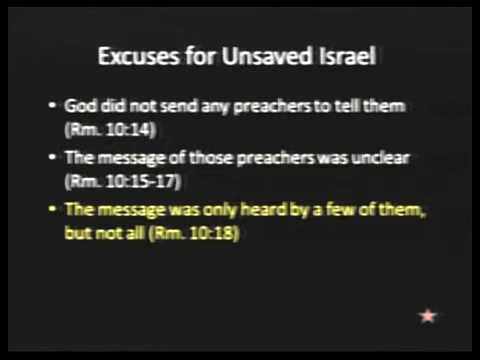 Excuses for Unsaved Israel
• God did not send any preachers to tell them
(Rm. 10:14)
• The message of those preachers was unclear
(Rm. 10:15-17)
• The message was only heard by a few of them,
but not all (Rm. 10:18)